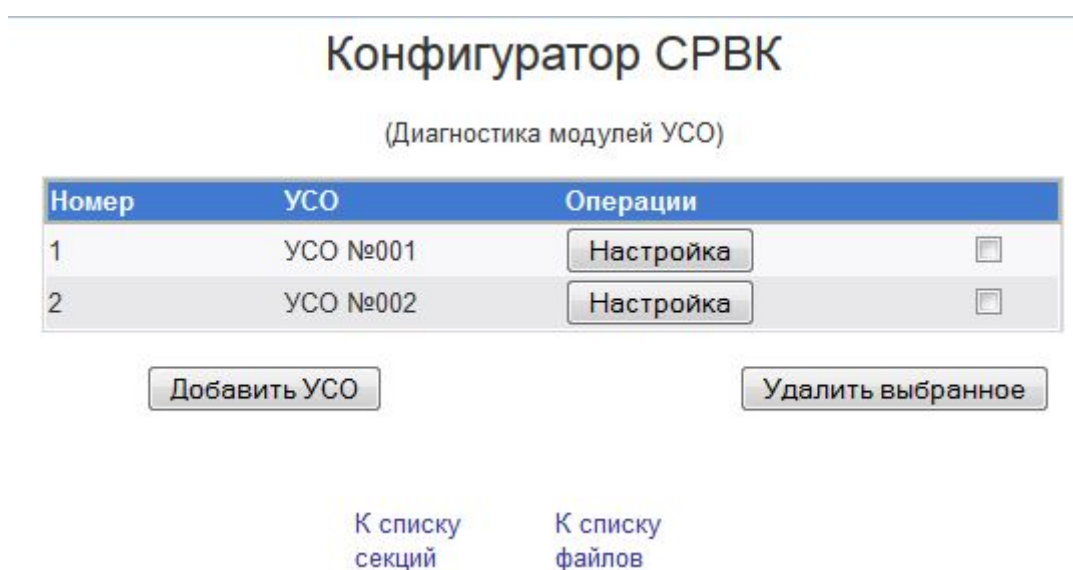 Конфигуратор СРВК
(Диагностика модулей УСО)
Номер УСО Операции
1 УСО №001 Настройка
2 УСО №002 Настройка
Добавить УСО Удалить выбранное
К списку К списку
секций файлов